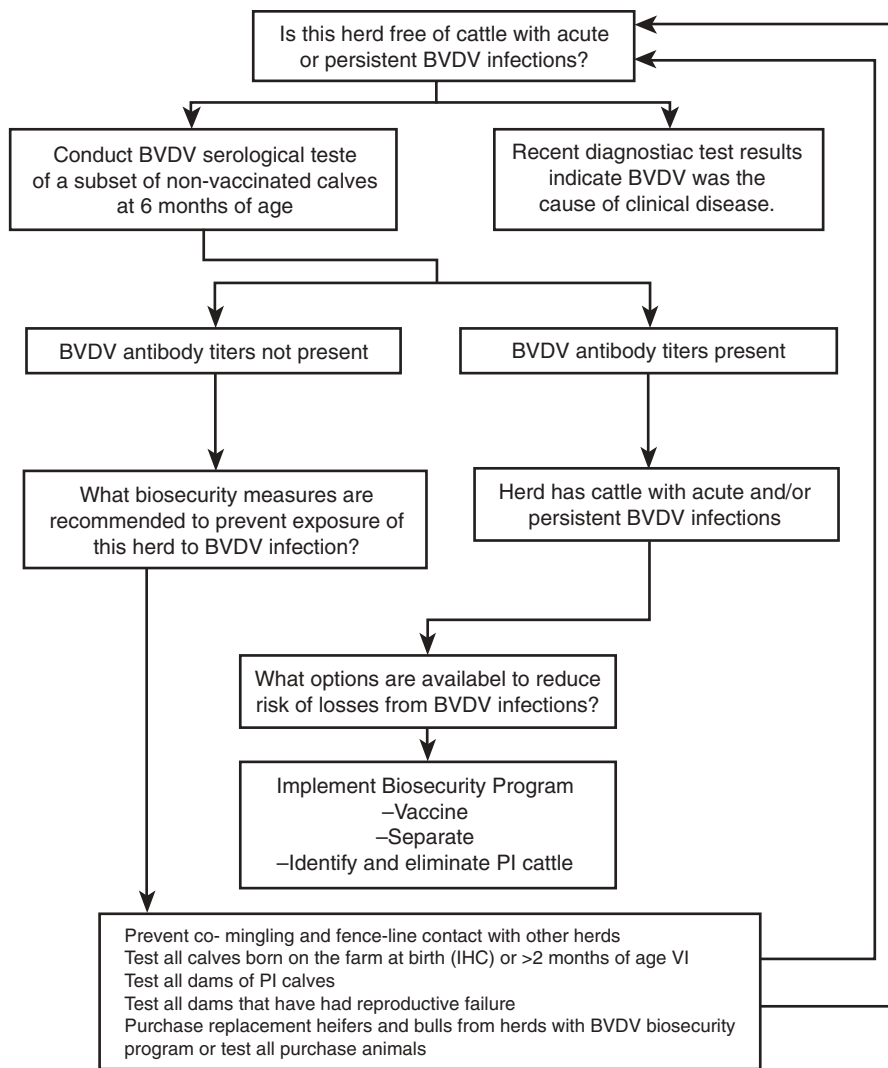 Is this herd free of cattle with acute
or persistent BVDV infections?
Conduct BVDV serological teste
of a subset of non-vaccinated calves
at 6 months of age
Recent diagnostiac test results
indicate BVDV was the
cause of clinical disease.
BVDV antibody titers not present
BVDV antibody titers present
What biosecurity measures are
recommended to prevent exposure of
this herd to BVDV infection?
Herd has cattle with acute and/or
persistent BVDV infections
What options are availabel to reduce
risk of losses from BVDV infections?
Implement Biosecurity Program
–Vaccine
–Separate
–Identify and eliminate PI cattle
Prevent co- mingling and fence-line contact with other herds
Test all calves born on the farm at birth (IHC) or >2 months of age VI
Test all dams of PI calves
Test all dams that have had reproductive failure
Purchase replacement heifers and bulls from herds with BVDV biosecurity
program or test all purchase animals